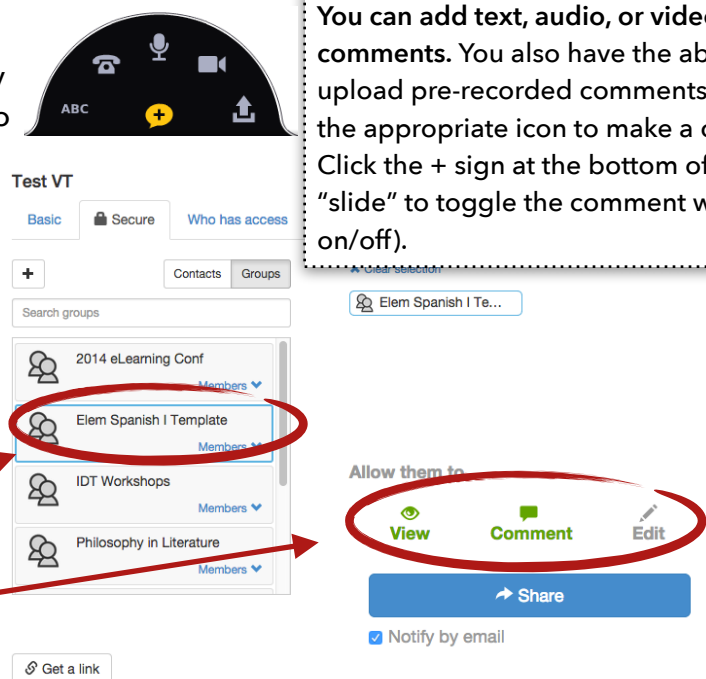 You can add text, audio, or video
comments. You also have the ab
upload pre-recorded comments
the appropriate icon to make a c
Click the + sign at the bottom of
“slide” to toggle the comment w
on/off).
y
o
ABC
Test VT
Basic Secure Who has access
+ Contacts Groups
Search groups
2014 eLearning Conf
Members
Elem Spanish I Template
Members
IDT Workshops
Members
Philosophy in Literature
Members
Get a link
Clear selection
Elem Spanish I Te...
Allow them to
View Comment Edit
Share
Notify by email